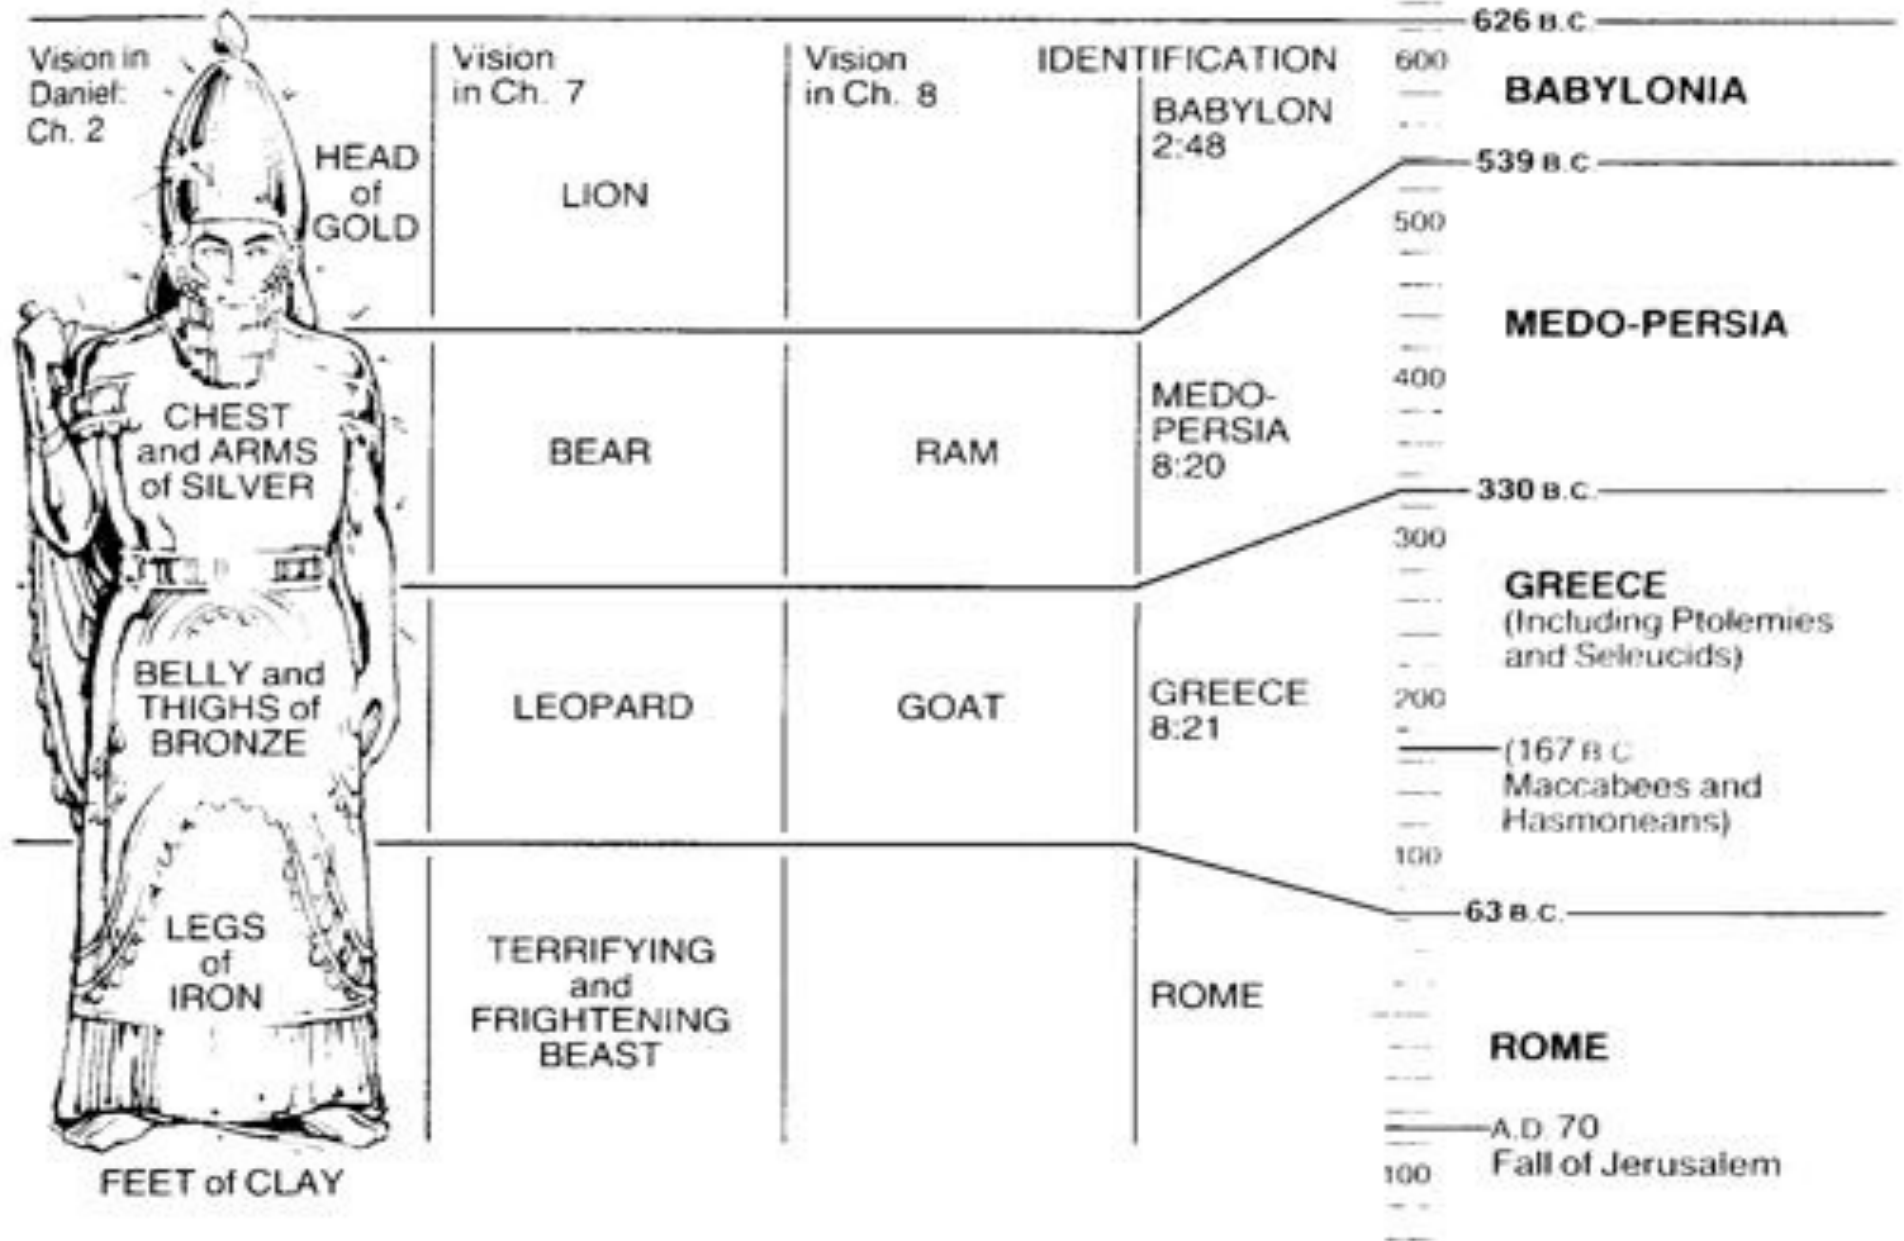 Vision in
Daniel:
Ch. 2
HEAD
of
GOLD
CHEST
and ARMS
of SILVER
BELLY and
THIGHS of
BRONZE
LEGS
of
IRON
FEET of CLAY
Vision
in Ch. 7
LION
BEAR
LEOPARD
TERRIFYING
and
FRIGHTENING
BEAST
Vision
in Ch. 8
RAM
GOAT
IDENTIFICATION
BABYLON
2:48
MEDO-
PERSIA
8:20
GREECE
8:21
ROME
626 B.C.
600
BABYLONIA
539 B.C.
500
MEDO-PERSIA
400
330 B.C.
300
GREECE
(Including Ptolemies
and Seleucids)
200
(167 B.C.
Maccabees and
Hasmoneans)
100
63 B.C.
ROME
A.D. 70
Fall of Jerusalem
100